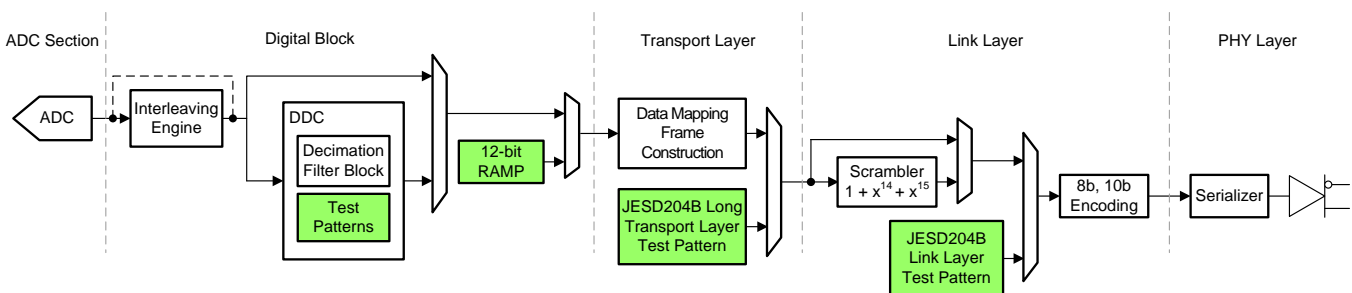 ADC Section
Digital Block
Transport Layer
Link Layer
PHY Layer
ADC
Interleaving
Engine
DDC
Decimation
Filter Block
Test
Patterns
12-bit
RAMP
Data Mapping
Frame
Construction
JESD204B Long
Transport Layer
Test Pattern
Scrambler
1 + x¹⁴ + x¹⁵
JESD204B
Link Layer
Test Pattern
8b, 10b
Encoding
Serializer